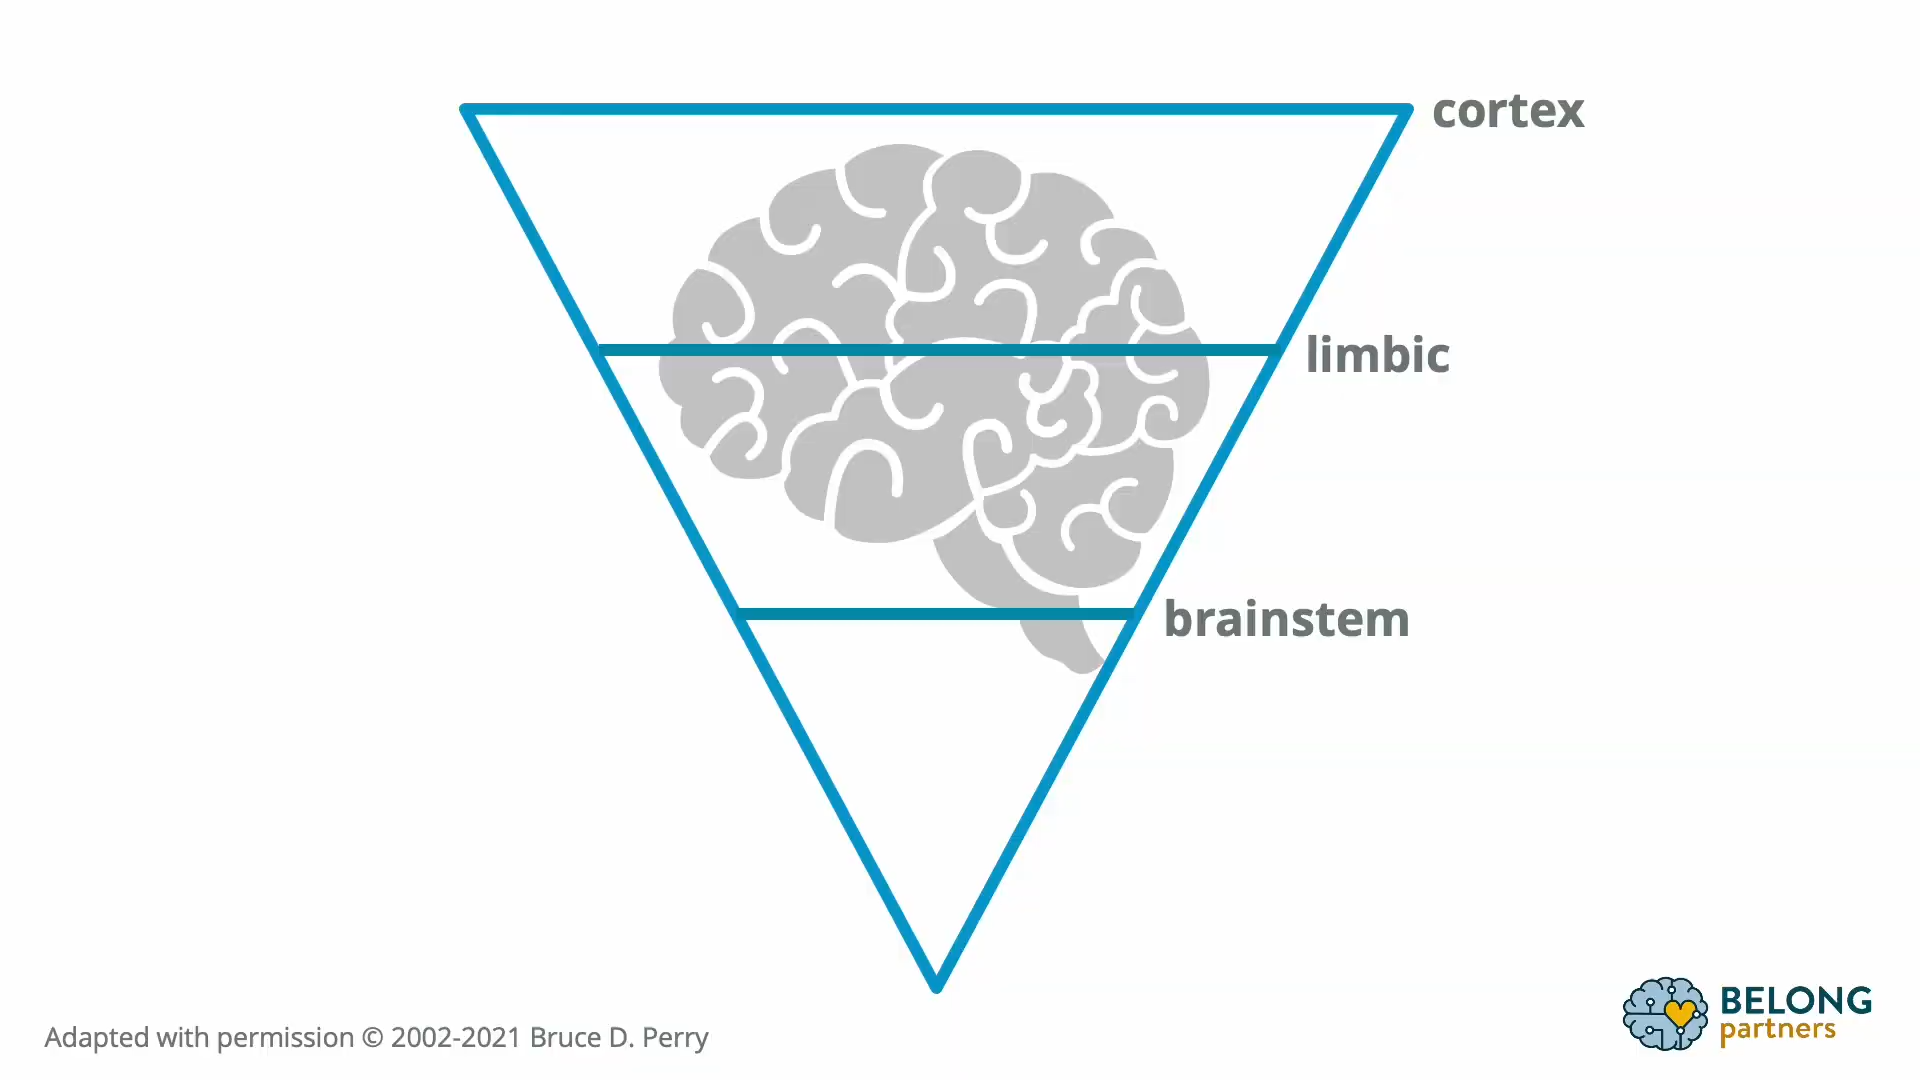 cortex
limbic
brainstem
Adapted with permission © 2002-2021 Bruce D. Perry
BELONG
partners